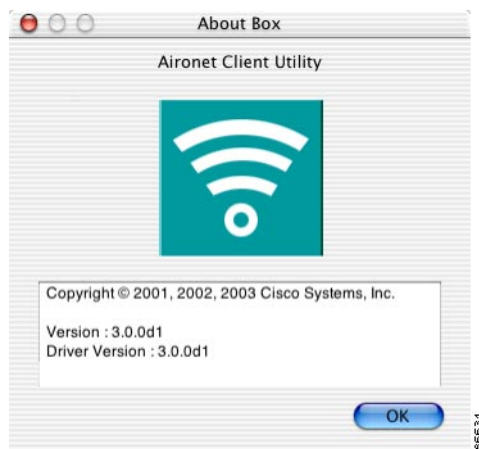 About Box
Aironet Client Utility
Copyright © 2001, 2002, 2003 Cisco Systems, Inc.
Version : 3.0.0d1
Driver Version : 3.0.0d1
OK